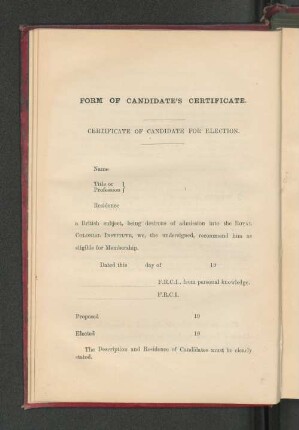 FORM OF CANDIDATE'S CERTIFICATE.
CERTIFICATE OF CANDIDATE FOR ELECTION.
Name
Title or
Profession }
Residence
a British subject, being desirous of admission into the ROYAL
COLONIAL INSTITUTE, we, the undersigned, recommend him as
eligible for Membership.
Dated this day of 19
F.R.C.I., from personal knowledge.
F.R.C.I.
Proposed 19
Elected 19
The Description and Residence of Candidates must be clearly
stated.